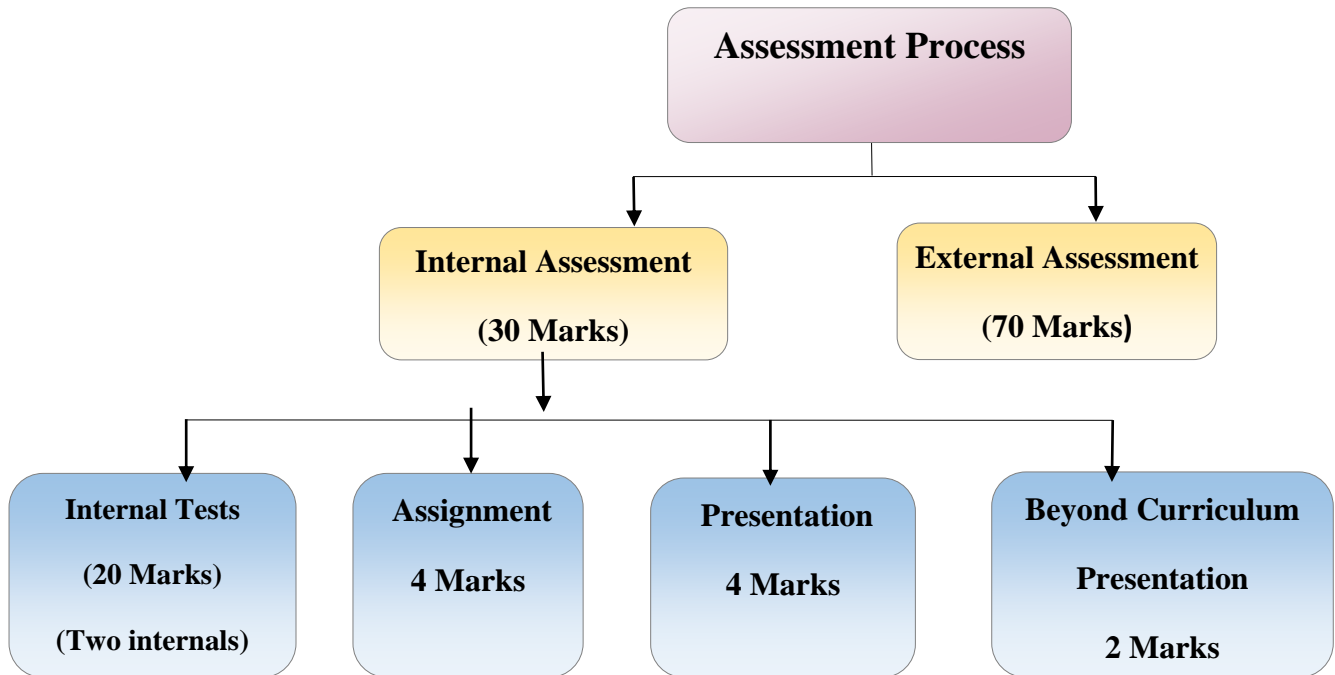 Assessment Process
Internal Assessment
(30 Marks)
External Assessment
(70 Marks)
Internal Tests
(20 Marks)
(Two internals)
Assignment
4 Marks
Presentation
4 Marks
Beyond Curriculum
Presentation
2 Marks